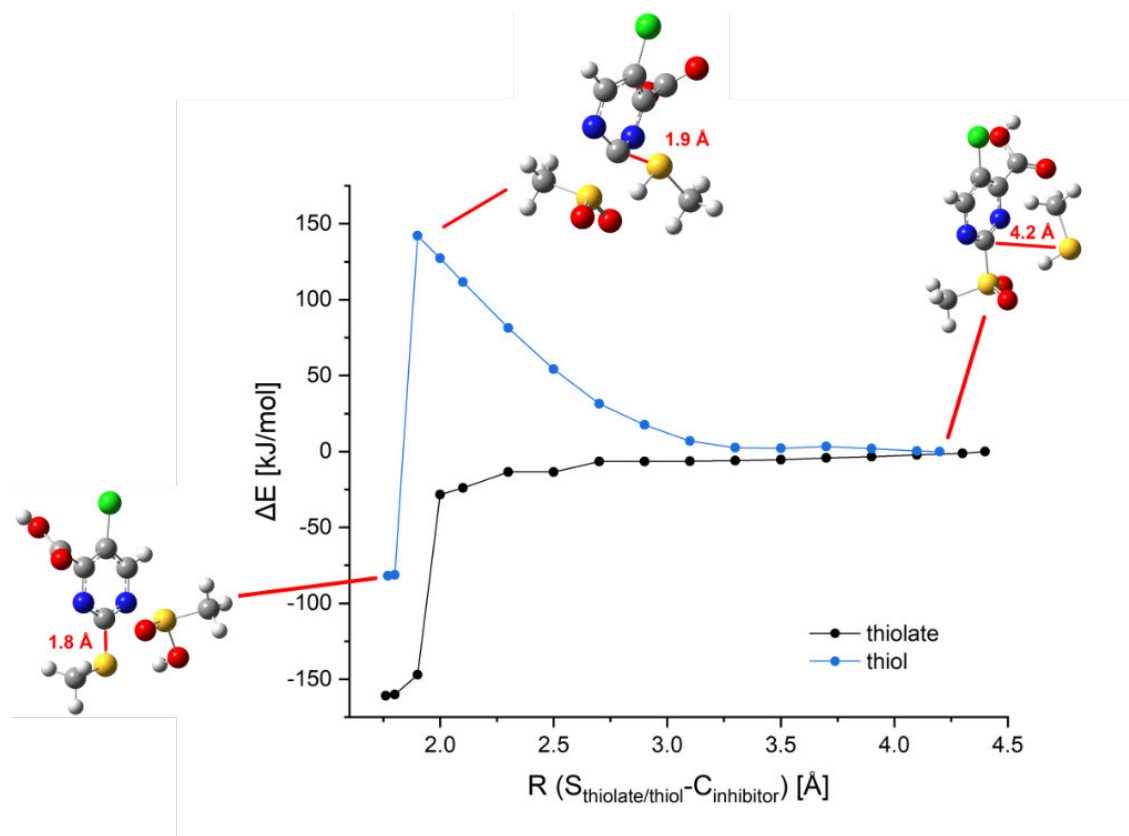 1.9 Å
4.2 Å
1.8 Å
ΔE [kJ/mol]
150
100
50
0
-50
-100
-150
thiolate
thiol
2.0 2.5 3.0 3.5 4.0 4.5
R (Sthiolate/thiol-Cinhibitor) [Å]